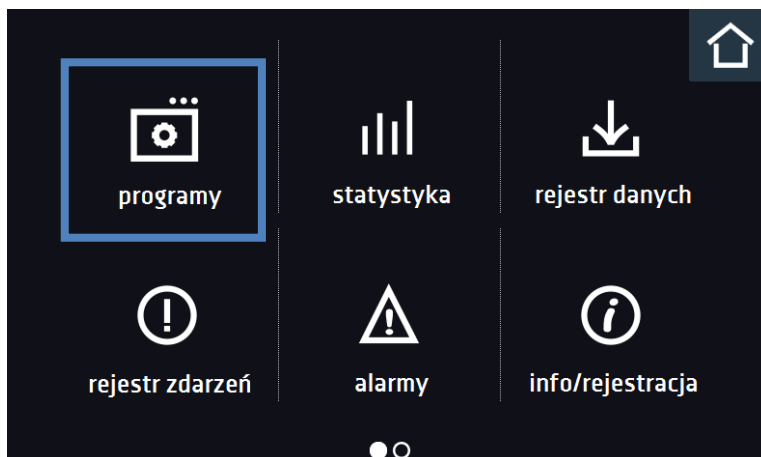 programy
statystyka
rejestr danych
rejestr zdarzeń
alarmy
info/rejestracja